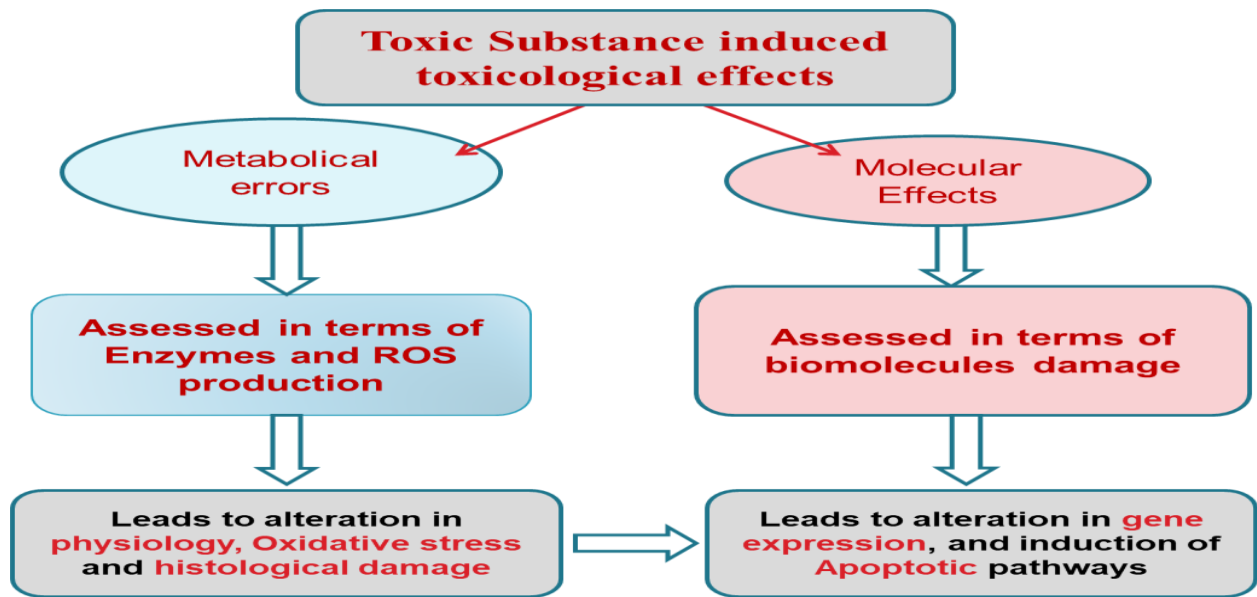 Toxic Substance induced
toxicological effects
Metabolical
errors
Molecular
Effects
Assessed in terms of
Enzymes and ROS
production
Assessed in terms of
biomolecules damage
Leads to alteration in
physiology, Oxidative stress
and histological damage
Leads to alteration in gene
expression, and induction of
Apoptotic pathways